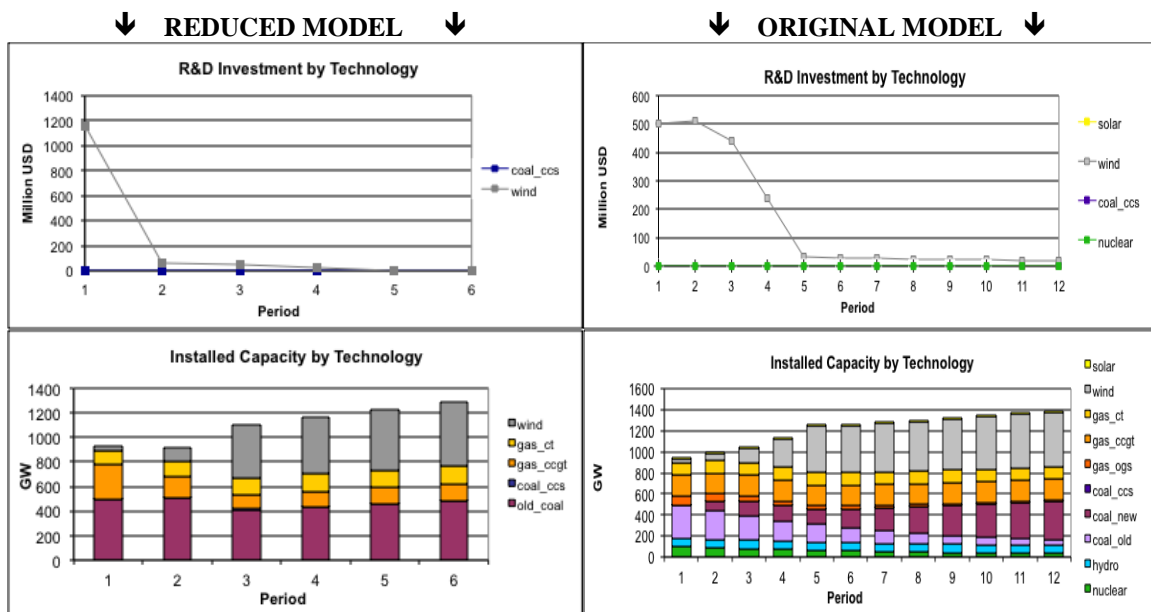 REDUCED MODEL
ORIGINAL MODEL
R&D Investment by Technology
Million USD
1400
1200
1000
800
600
400
200
0
1 2 3 4 5 6
Period
coal_ccs
wind
R&D Investment by Technology
Million USD
600
500
400
300
200
100
0
1 2 3 4 5 6 7 8 9 10 11 12
Period
solar
wind
coal_ccs
nuclear
Installed Capacity by Technology
GW
1400
1200
1000
800
600
400
200
0
1 2 3 4 5 6
Period
wind
gas_ct
gas_ccgt
coal_ccs
old_coal
Installed Capacity by Technology
GW
1600
1400
1200
1000
800
600
400
200
0
1 2 3 4 5 6 7 8 9 10 11 12
Period
solar
wind
gas_ct
gas_ccgt
gas_ogs
coal_ccs
coal_new
coal_old
hydro
nuclear